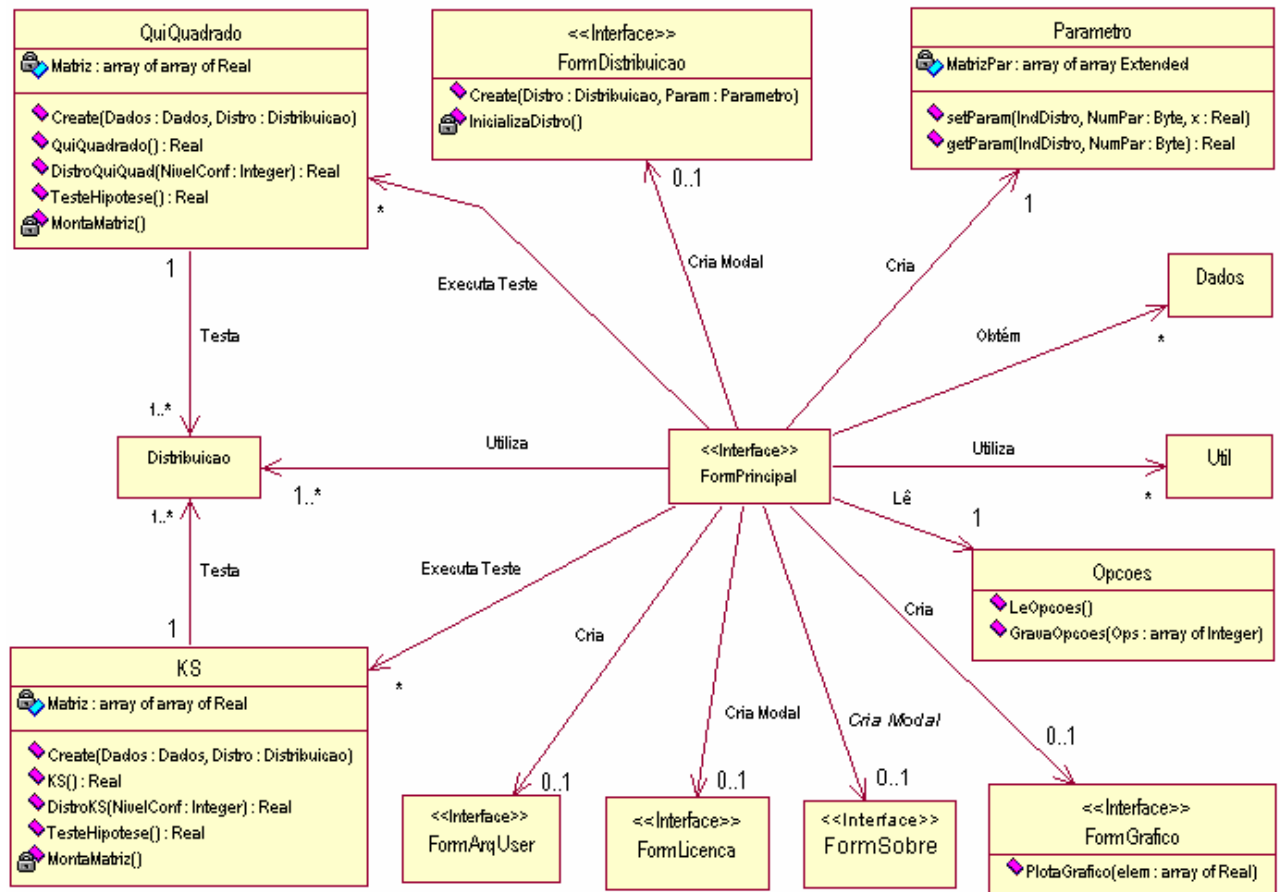 QuiQuadrado
Matriz : array of array of Real
Create(Dados : Dados, Distro : Distribuicao)
QuiQuadrado() : Real
DistroQuiQuad(NivelConf : Integer) : Real
TesteHipotese() : Real
MontaMatriz()
<<Interface>>
FormDistribuicao
Create(Distro : Distribuicao, Param : Parametro)
InicializaDistro()
Parametro
MatrizPar : array of array Extended
setParam(IndDistro, NumPar : Byte, x : Real)
getParam(IndDistro, NumPar : Byte) : Real
*
0..1
1
1
Cria Modal
Cria
Executa Teste
Dados
Testa
Obtém
*
1..*
Distribuicao
Utiliza
1..*
<<Interface>>
FormPrincipal
Utiliza
*
Util
1..*
Lê
1
Testa
Executa Teste
Opcoes
LeOpcoes()
GravaOpcoes(Ops : array of Integer)
Cria
Cria
1
*
KS
Matriz : array of array of Real
Create(Dados : Dados, Distro : Distribuicao)
KS() : Real
DistroKS(NivelConf : Integer) : Real
TesteHipotese() : Real
MontaMatriz()
Cria Modal
Cria Modal
0..1
0..1
0..1
0..1
<<Interface>>
FormArqUser
<<Interface>>
FormLicenca
<<Interface>>
FormSobre
<<Interface>>
FormGrafico
PlotaGrafico(elem : array of Real)